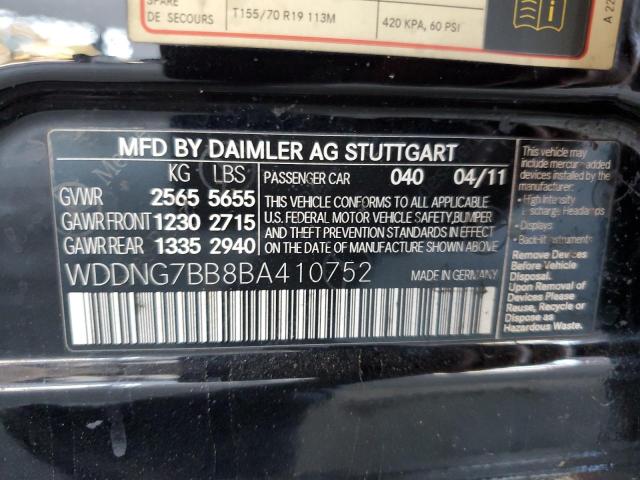 SPARE
DE SECOURS T155/70 R19 113M 420 KPA, 60 PSI
A 22
MFD BY DAIMLER AG STUTTGART
KG LBS
GVWR 2565 5655
GAWR FRONT 1230 2715
GAWR REAR 1335 2940
PASSENGER CAR 040 04/11
THIS VEHICLE CONFORMS TO ALL APPLICABLE
U.S. FEDERAL MOTOR VEHICLE SAFETY, BUMPER
AND THEFT PREVENTION STANDARDS IN EFFECT
ON THE DATE OF MANUFACTURE SHOWN ABOVE
WDDNG7BB8BA410752 MADE IN GERMANY
This vehicle may
include mercury-added
devices installed by the
manufacturer:
- High Intensity
Discharge Headlamps
- Displays
- Back-lit Instruments
Remove Devices
Before Vehicle
Disposal.
Upon Removal of
Devices Please
Reuse, Recycle or
Dispose as
Hazardous Waste.